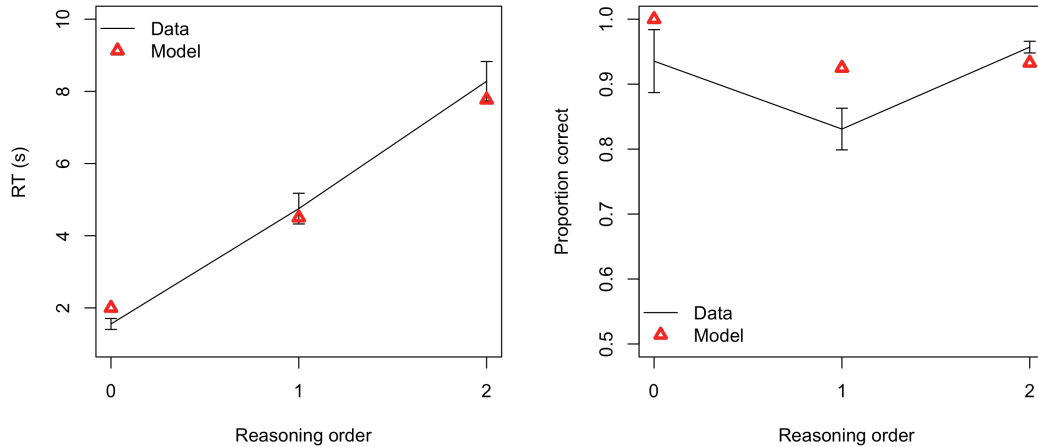 10
8
6
4
2
RT (s)
Data
Model
0 1 2
Reasoning order
1.0
0.9
0.8
0.7
0.6
0.5
Proportion correct
Data
Model
0 1 2
Reasoning order